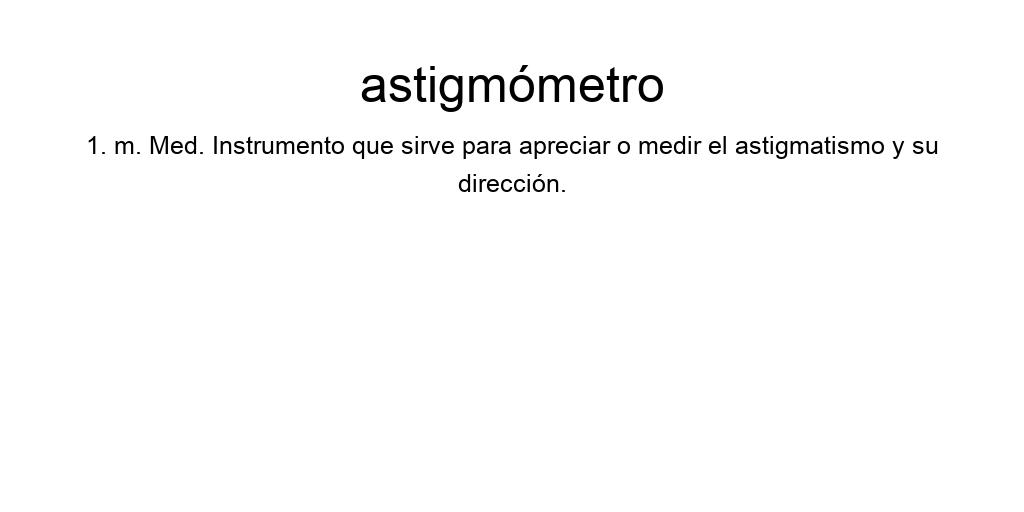 astigmómetro
1. m. Med. Instrumento que sirve para apreciar o medir el astigmatismo y su
dirección.